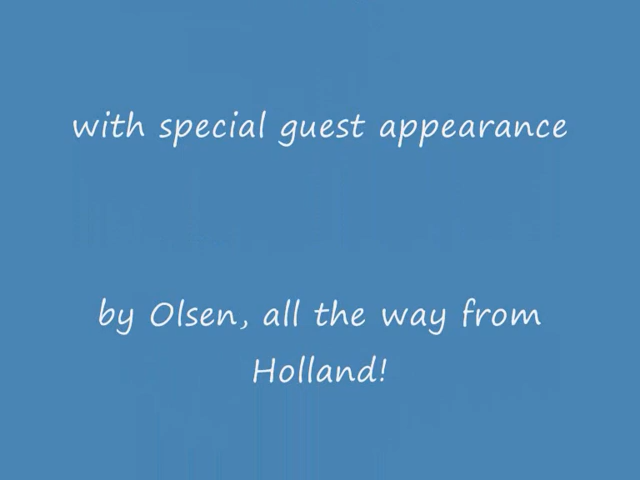 with special guest appearance
by Olsen, all the way from
Holland!